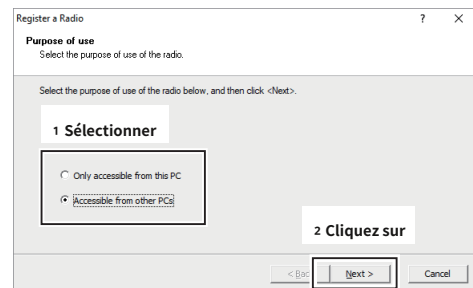 Register a Radio ? ×
Purpose of use
Select the purpose of use of the radio.
Select the purpose of use of the radio below, and then click <Next>.
1 Sélectionner
Only accessible from this PC
Accessible from other PCs
2 Cliquez sur
< Bac Next > Cancel